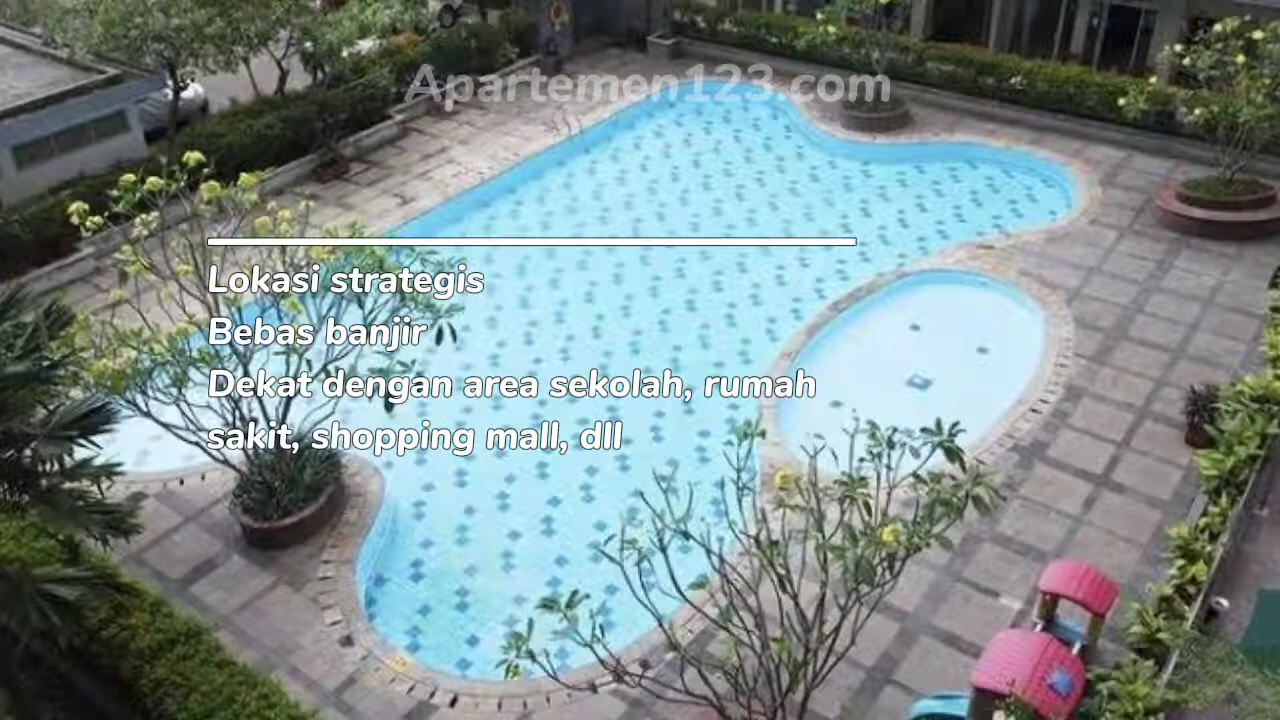 Apartemen123.com
Lokasi strategis
Bebas banjir
Dekat dengan area sekolah, rumah
sakit, shopping mall, dll